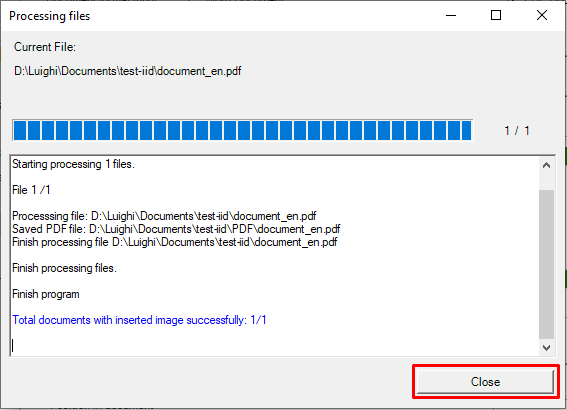 Processing files
Current File:
D:\Luighi\Documents\test-iid\document_en.pdf
1 / 1
Starting processing 1 files.
File 1 /1
Processsing file: D:\Luighi\Documents\test-iid\document_en.pdf
Saved PDF file: D:\Luighi\Documents\test-iid\PDF\document_en.pdf
Finish processing file D:\Luighi\Documents\test-iid\document_en.pdf
Finish processing files.
Finish program
Total documents with inserted image successfully: 1/1
Close